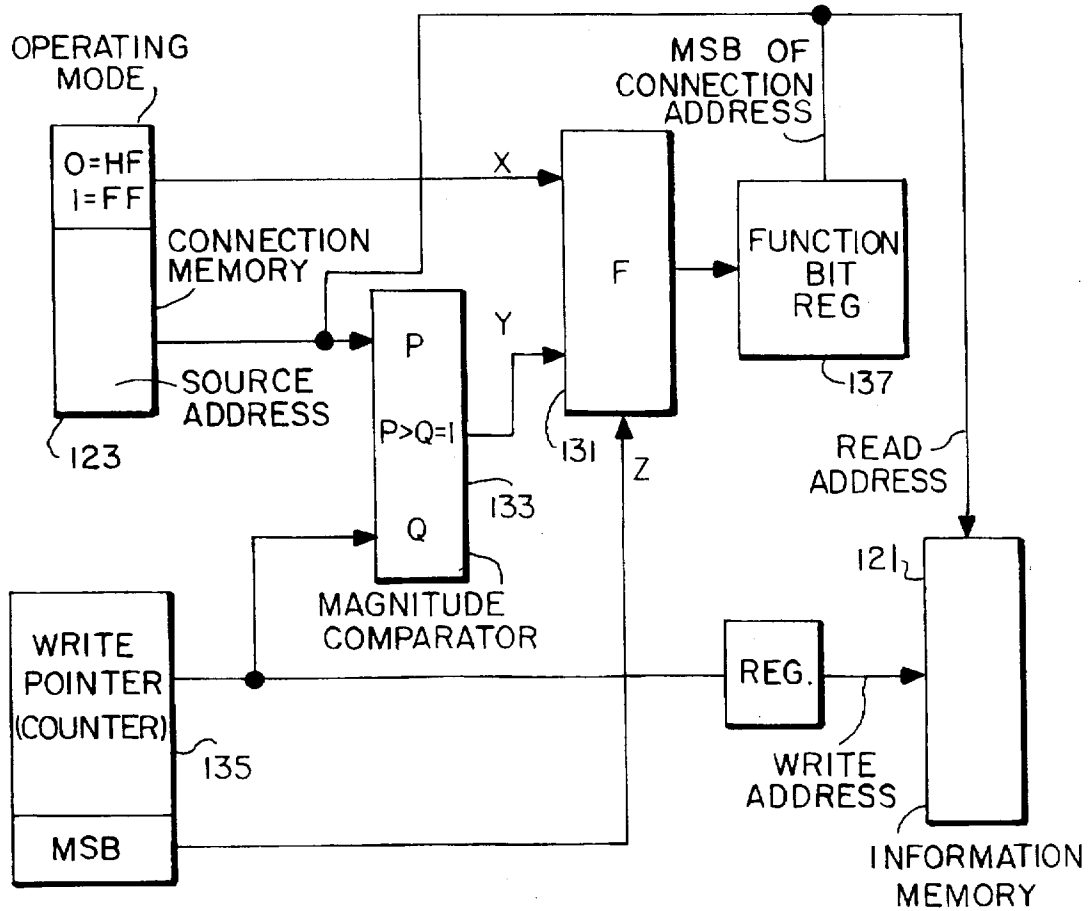 OPERATING
MODE
0=HF
1=FF
CONNECTION
MEMORY
SOURCE
ADDRESS
123
X
P
P>Q=1
Q
133
MAGNITUDE
COMPARATOR
Y
F
131
Z
MSB OF
CONNECTION
ADDRESS
FUNCTION
BIT
REG
137
READ
ADDRESS
121
WRITE
POINTER
(COUNTER)
135
MSB
REG.
WRITE
ADDRESS
INFORMATION
MEMORY